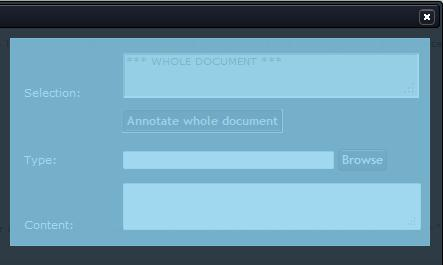 *** WHOLE DOCUMENT ***
Selection:
Annotate whole document
Type:
Browse
Content: